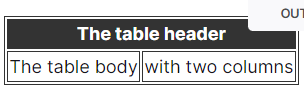 OUT
The table header
The table body with two columns